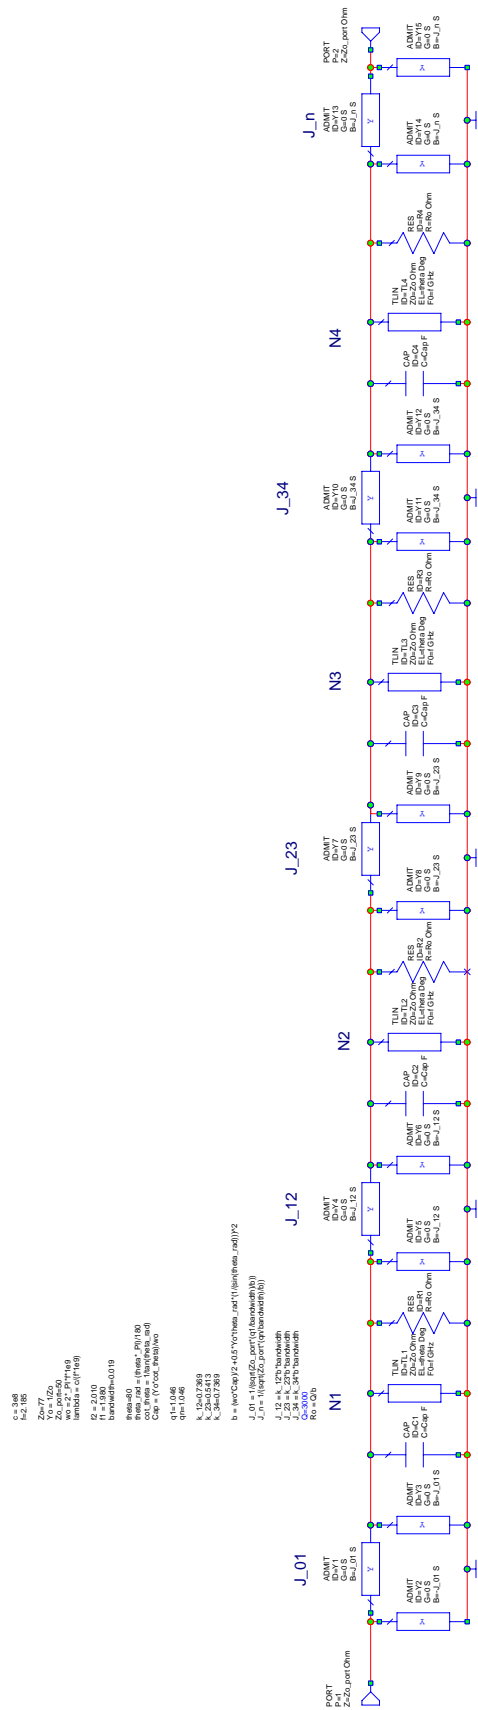 c = 3e8
f=2.185
Zo=77
Yo = 1/Zo
Zo_port=50
wo = 2*_PI*f*1e9
lambda = c/(f*1e9)
f2 = 2.010
f1 =1.980
bandwidth=0.019
theta=80
theta_rad = (theta*_PI)/180
cot_theta = 1/tan(theta_rad)
Cap = (Yo*cot_theta)/wo
q1=1.046
qn=1.046
k_12=0.7369
k_23=0.5413
k_34=0.7369
b = (wo*Cap)/2 +0.5*Yo*theta_rad*(1/(sin(theta_rad)))^2
J_01 = 1/(sqrt(Zo_port*(q1/bandwidth)/b))
J_n = 1/(sqrt(Zo_port*(qn/bandwidth)/b))
J_12 = k_12*b*bandwidth
J_23 = k_23*b*bandwidth
J_34 = k_34*b*bandwidth
Q=3000
Ro = Q/b
PORT
P=1
Z=Zo_port Ohm
J_01
ADMIT
ID=Y1
G=0 S
B=J_01 S
Y
ADMIT
ID=Y2
G=0 S
B=-J_01 S
Y
ADMIT
ID=Y3
G=0 S
B=-J_01 S
Y
N1
CAP
ID=C1
C=Cap F
TLIN
ID=TL1
Z0=Zo Ohm
EL=theta Deg
F0=f GHz
RES
ID=R1
R=Ro Ohm
J_12
ADMIT
ID=Y4
G=0 S
B=J_12 S
Y
ADMIT
ID=Y5
G=0 S
B=-J_12 S
Y
ADMIT
ID=Y6
G=0 S
B=-J_12 S
Y
N2
CAP
ID=C2
C=Cap F
TLIN
ID=TL2
Z0=Zo Ohm
EL=theta Deg
F0=f GHz
RES
ID=R2
R=Ro Ohm
J_23
ADMIT
ID=Y7
G=0 S
B=J_23 S
Y
ADMIT
ID=Y8
G=0 S
B=-J_23 S
Y
ADMIT
ID=Y9
G=0 S
B=-J_23 S
Y
N3
CAP
ID=C3
C=Cap F
TLIN
ID=TL3
Z0=Zo Ohm
EL=theta Deg
F0=f GHz
RES
ID=R3
R=Ro Ohm
J_34
ADMIT
ID=Y10
G=0 S
B=J_34 S
Y
ADMIT
ID=Y11
G=0 S
B=-J_34 S
Y
ADMIT
ID=Y12
G=0 S
B=-J_34 S
Y
N4
CAP
ID=C4
C=Cap F
TLIN
ID=TL4
Z0=Zo Ohm
EL=theta Deg
F0=f GHz
RES
ID=R4
R=Ro Ohm
J_n
ADMIT
ID=Y13
G=0 S
B=J_n S
Y
ADMIT
ID=Y14
G=0 S
B=-J_n S
Y
ADMIT
ID=Y15
G=0 S
B=-J_n S
Y
PORT
P=2
Z=Zo_port Ohm